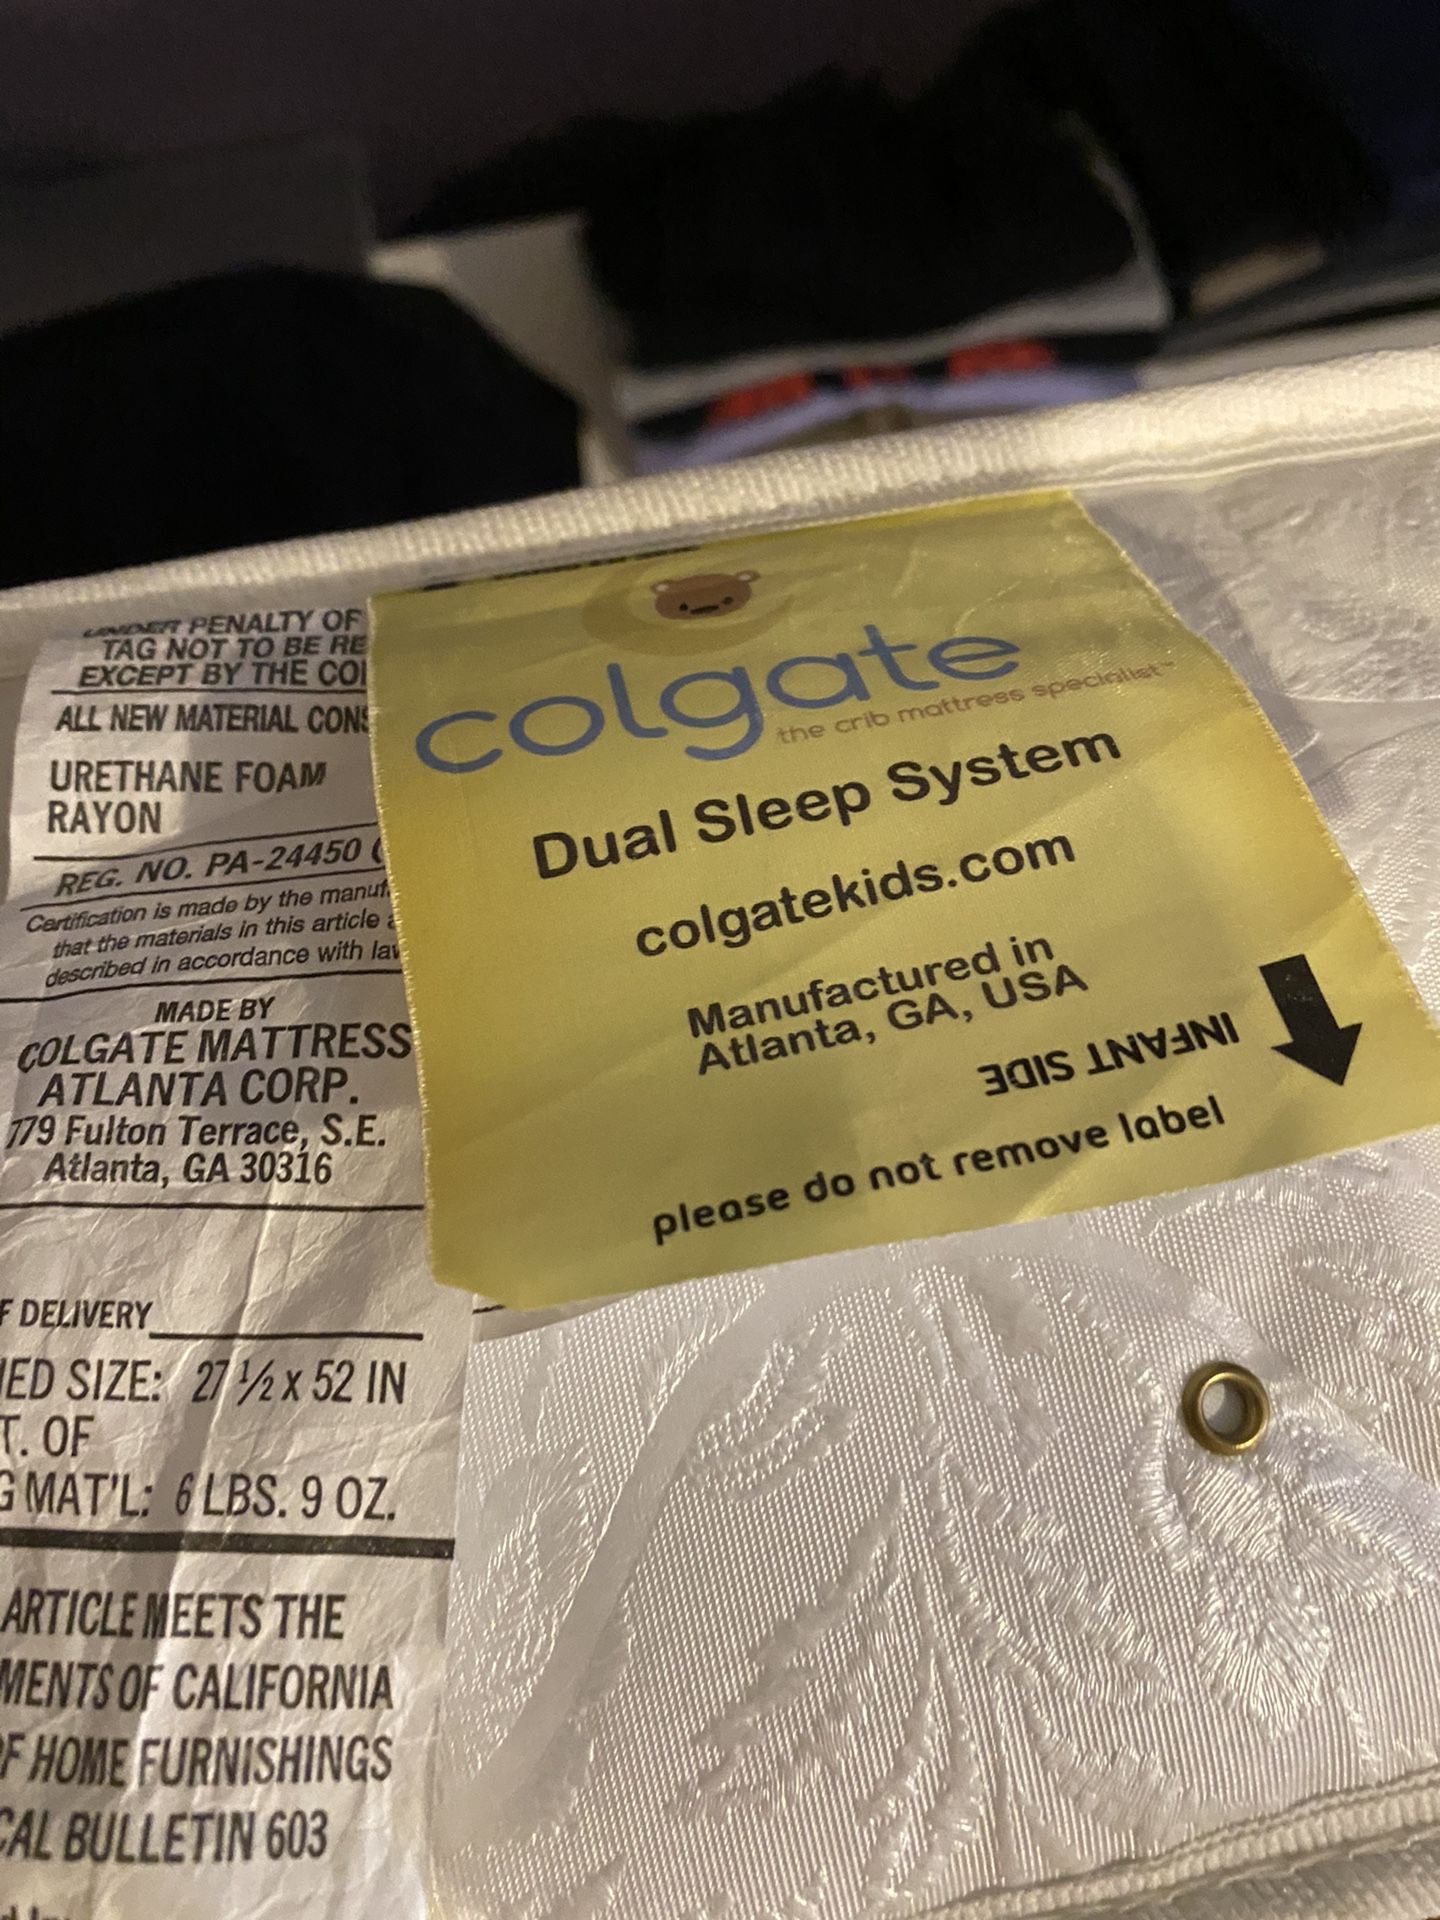 UNDER PENALTY OF
TAG NOT TO BE RE
EXCEPT BY THE CO
ALL NEW MATERIAL CONS
URETHANE FOAM
RAYON
REG. NO. PA-24450 (
Certification is made by the manuf
that the materials in this article a
described in accordance with law
MADE BY
COLGATE MATTRESS
ATLANTA CORP.
779 Fulton Terrace, S.E.
Atlanta, GA 30316
F DELIVERY
ED SIZE: 27 ½ x 52 IN
T. OF
G MAT'L: 6 LBS. 9 OZ.
ARTICLE MEETS THE
MENTS OF CALIFORNIA
F HOME FURNISHINGS
CAL BULLETIN 603
colgate
the crib mattress specialist™
Dual Sleep System
colgatekids.com
Manufactured in
Atlanta, GA, USA
INFANT SIDE
please do not remove label